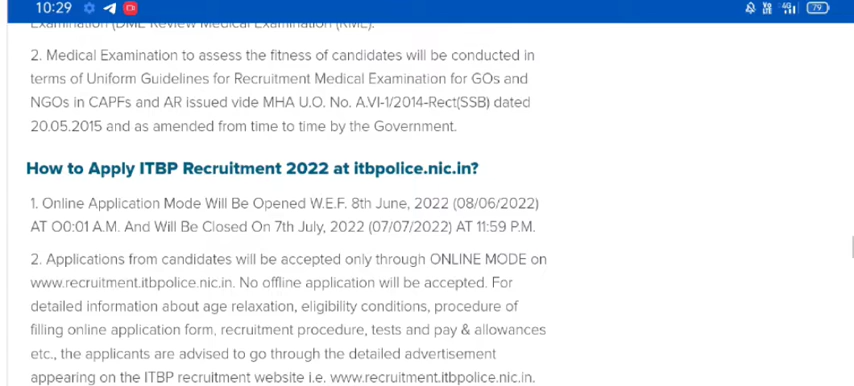 10:29
4G
79
2. Medical Examination to assess the fitness of candidates will be conducted in
terms of Uniform Guidelines for Recruitment Medical Examination for GOs and
NGOs in CAPFs and AR issued vide MHA U.O. No. A.VI-1/2014-Rect(SSB) dated
20.05.2015 and as amended from time to time by the Government.
How to Apply ITBP Recruitment 2022 at itbpolice.nic.in?
1. Online Application Mode Will Be Opened W.E.F. 8th June, 2022 (08/06/2022)
AT O0:01 A.M. And Will Be Closed On 7th July, 2022 (07/07/2022) AT 11:59 P.M.
2. Applications from candidates will be accepted only through ONLINE MODE on
www.recruitment.itbpolice.nic.in. No offline application will be accepted. For
detailed information about age relaxation, eligibility conditions, procedure of
filling online application form, recruitment procedure, tests and pay & allowances
etc., the applicants are advised to go through the detailed advertisement
appearing on the ITBP recruitment website i.e. www.recruitment.itbpolice.nic.in.